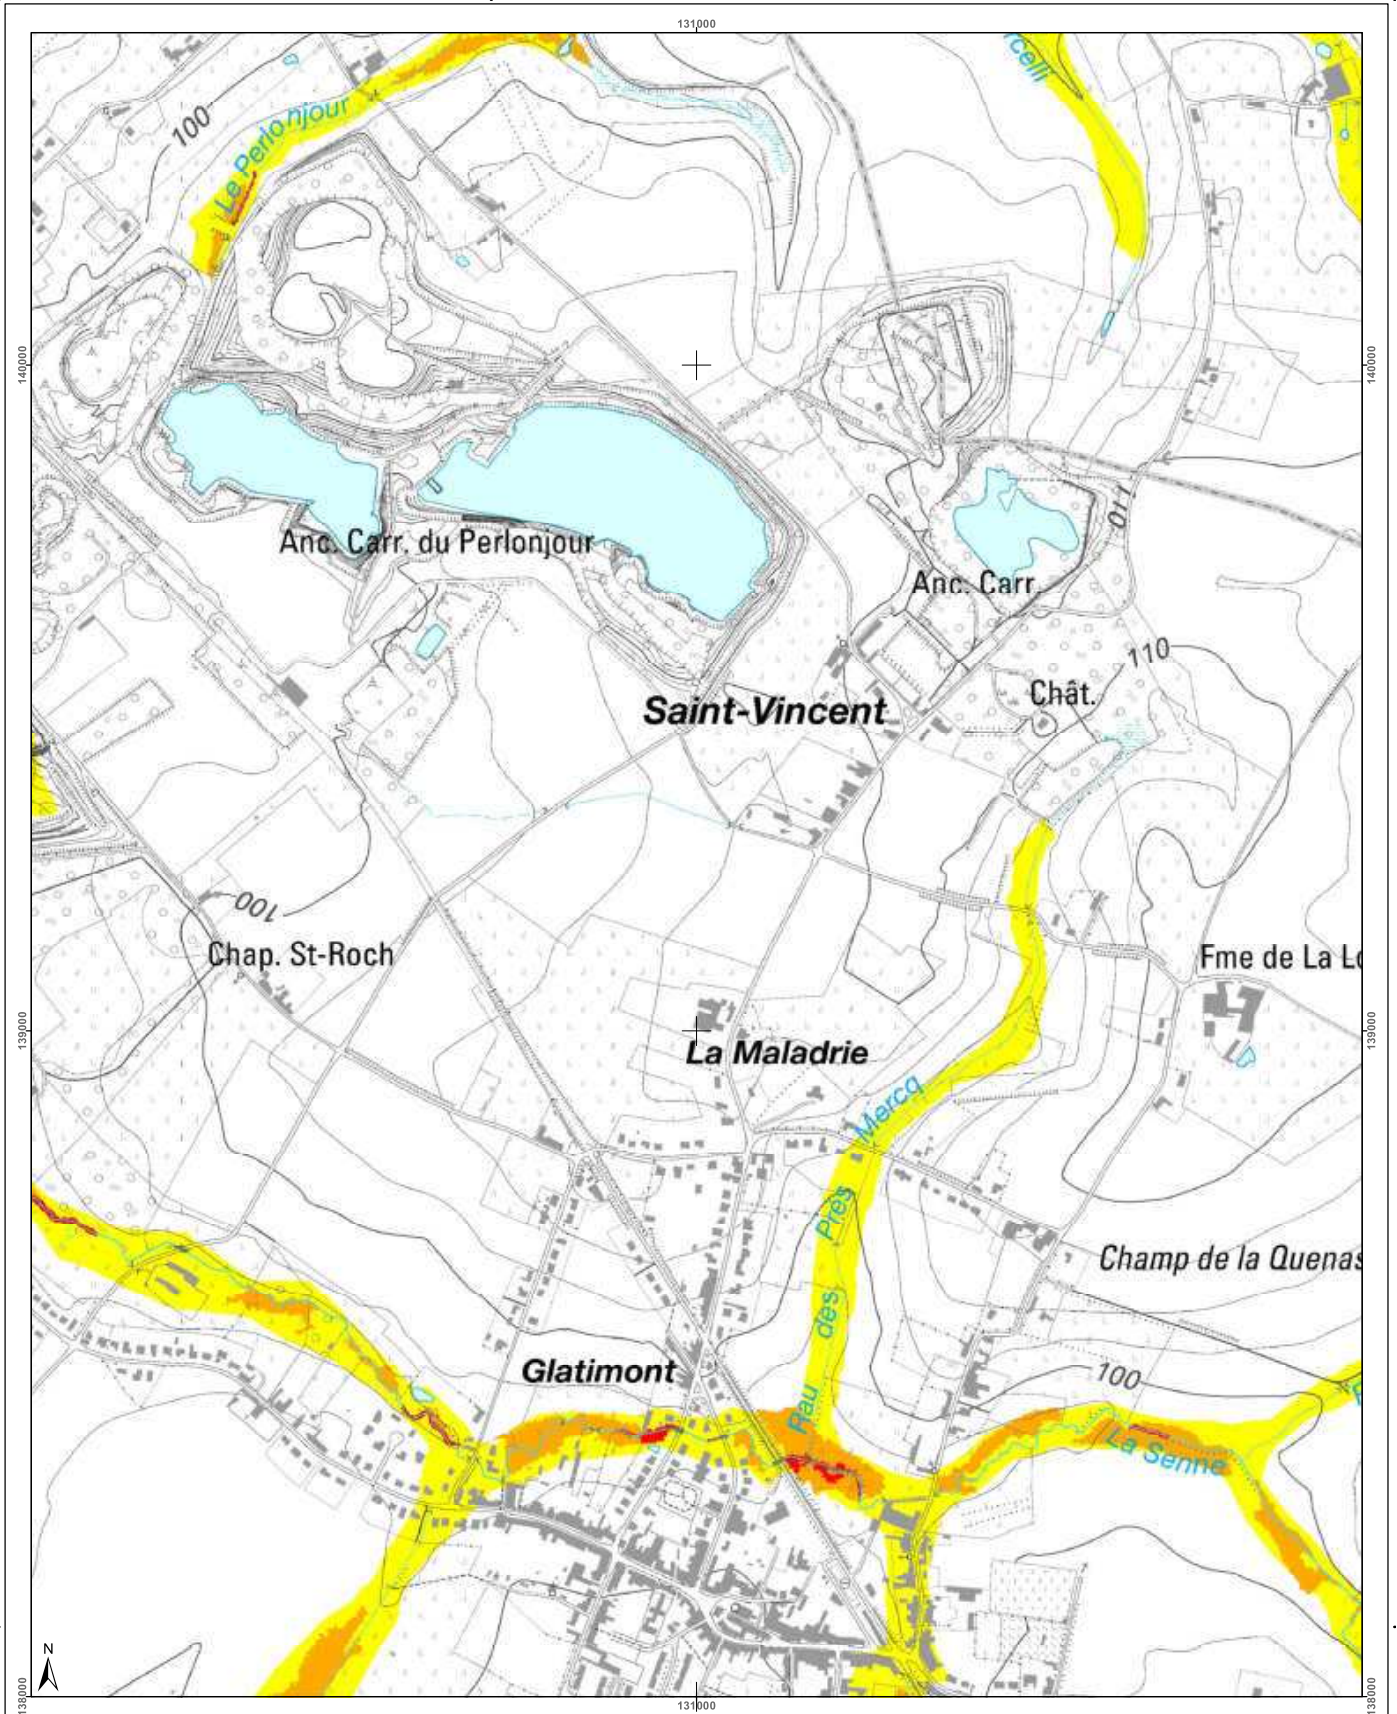 131000
rcelli
100
Le Perlonjour
140000
140000
Anc. Carr. du Perlonjour
110
Anc. Carr.
110
Saint-Vincent
Chât.
100
Chap. St-Roch
Fme de La Lo
139000
139000
La Maladrie
Rau des Prés Mercq
Champ de la Quenas
Glatimont
100
La Senne
N
138000
131000
138000